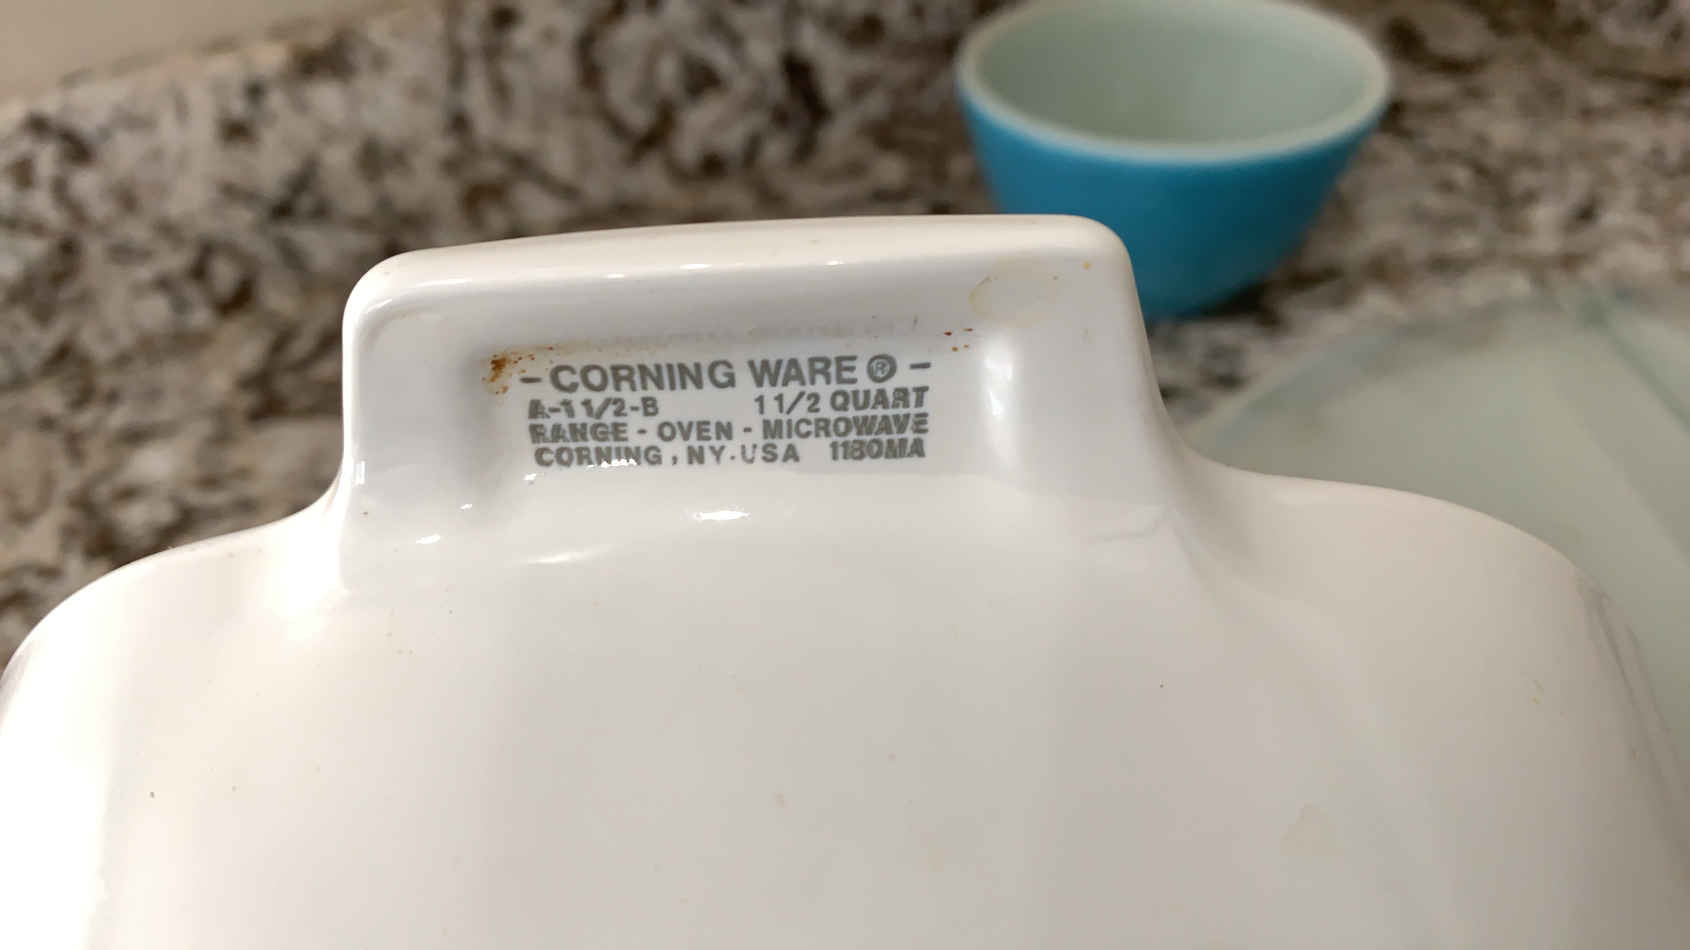 - CORNING WARE ® -
A-1 1/2-B 1 1/2 QUART
RANGE - OVEN - MICROWAVE
CORNING, NY. USA 1180MA